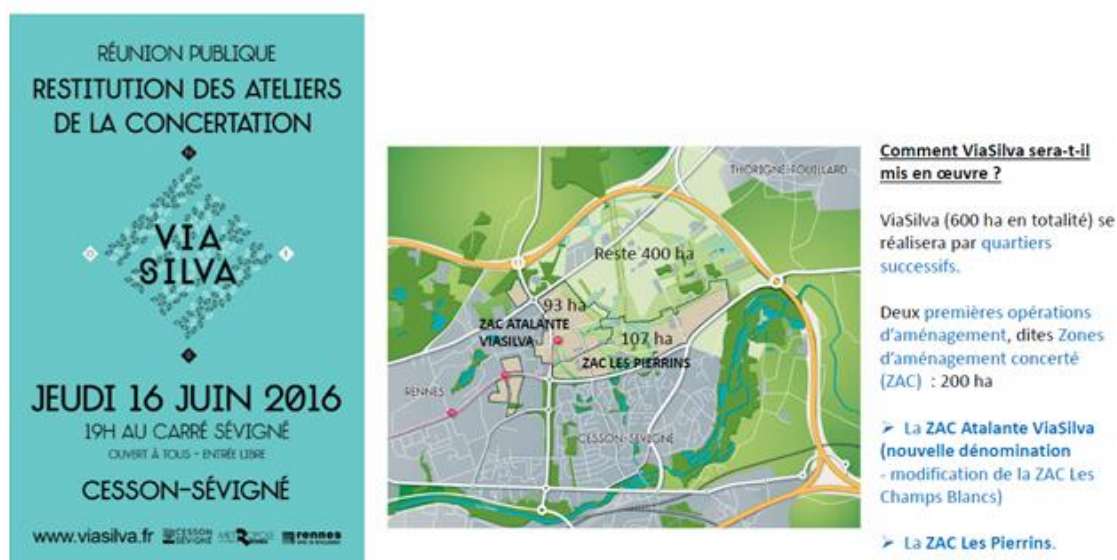 RÉUNION PUBLIQUE
RESTITUTION DES ATELIERS
DE LA CONCERTATION
VIA
SILVA
JEUDI 16 JUIN 2016
19H AU CARRÉ SÉVIGNÉ
OUVERT À TOUS - ENTRÉE LIBRE
CESSON-SÉVIGNÉ
www.viasilva.fr
CESSON
SÉVIGNÉ
rennes
THORIGNÉ-FOUILLARD
Reste 400 ha
93 ha
ZAC ATALANTE
VIASILVA
107 ha
ZAC LES PIERRINS
RENNES
CESSON-SÉVIGNÉ
Comment ViaSilva sera-t-il
mis en œuvre ?
ViaSilva (600 ha en totalité) se
réalisera par quartiers
successifs.
Deux premières opérations
d'aménagement, dites Zones
d'aménagement concerté
(ZAC) : 200 ha
➤ La ZAC Atalante ViaSilva
(nouvelle dénomination
- modification de la ZAC Les
Champs Blancs)
➤ La ZAC Les Pierrins.